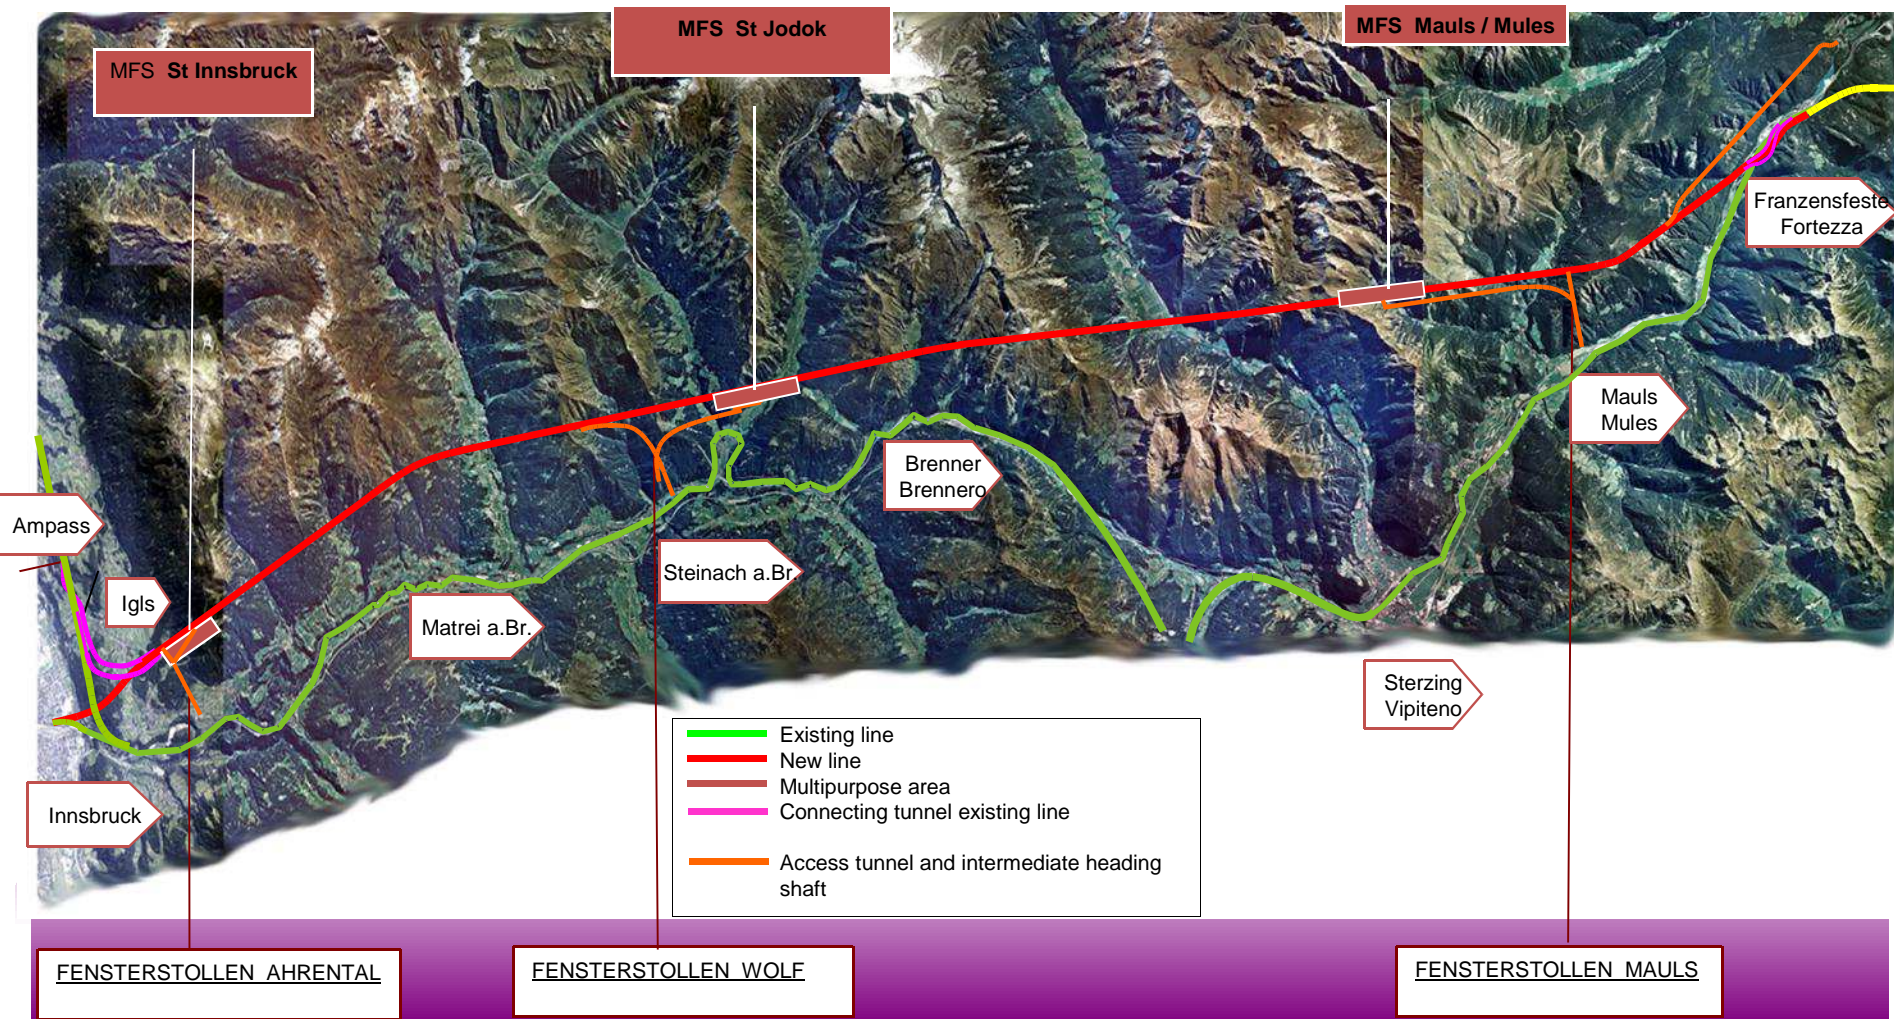 MFS St Innsbruck
MFS St Jodok
MFS Mauls / Mules
Franzensfeste
Fortezza
Mauls
Mules
Brenner
Brennero
Ampass
Igls
Steinach a.Br.
Matrei a.Br.
Sterzing
Vipiteno
Innsbruck
Existing line
New line
Multipurpose area
Connecting tunnel existing line
Access tunnel and intermediate heading
shaft
FENSTERSTOLLEN AHRENTAL
FENSTERSTOLLEN WOLF
FENSTERSTOLLEN MAULS